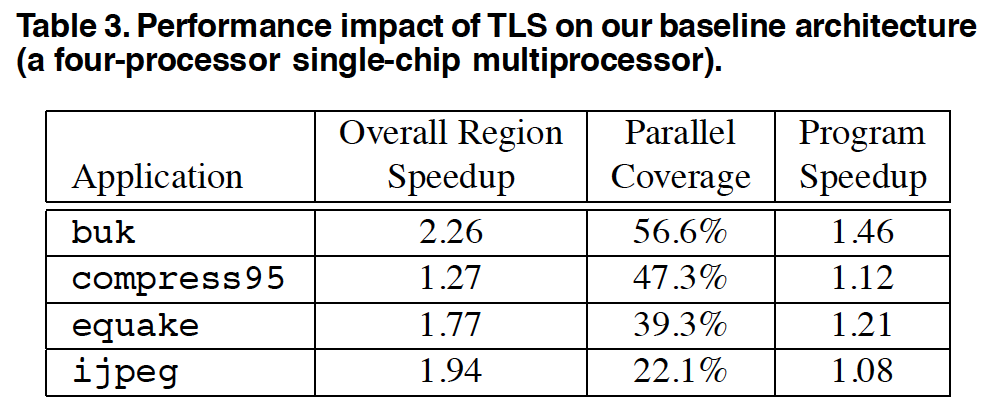 Table 3. Performance impact of TLS on our baseline architecture
(a four-processor single-chip multiprocessor).
Application Overall Region Speedup Parallel Coverage Program Speedup
buk 2.26 56.6% 1.46
compress95 1.27 47.3% 1.12
equake 1.77 39.3% 1.21
ijpeg 1.94 22.1% 1.08